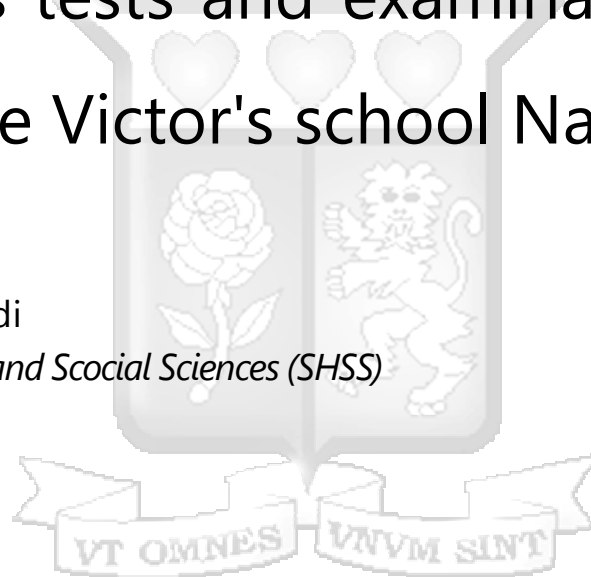 s tests and examina
e Victor's school Na
di
and Scocial Sciences (SHSS)
VT OMNES VNVM SINT